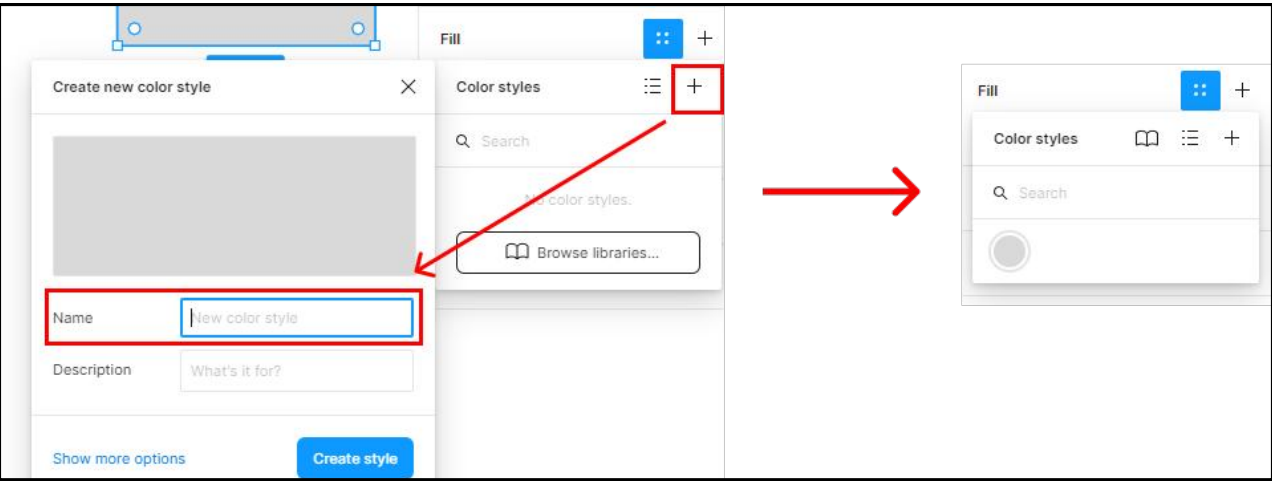 Fill
Create new color style
Color styles
Search
No color styles.
Browse libraries...
Name
New color style
Description
What's it for?
Show more options
Create style
Fill
Color styles
Search